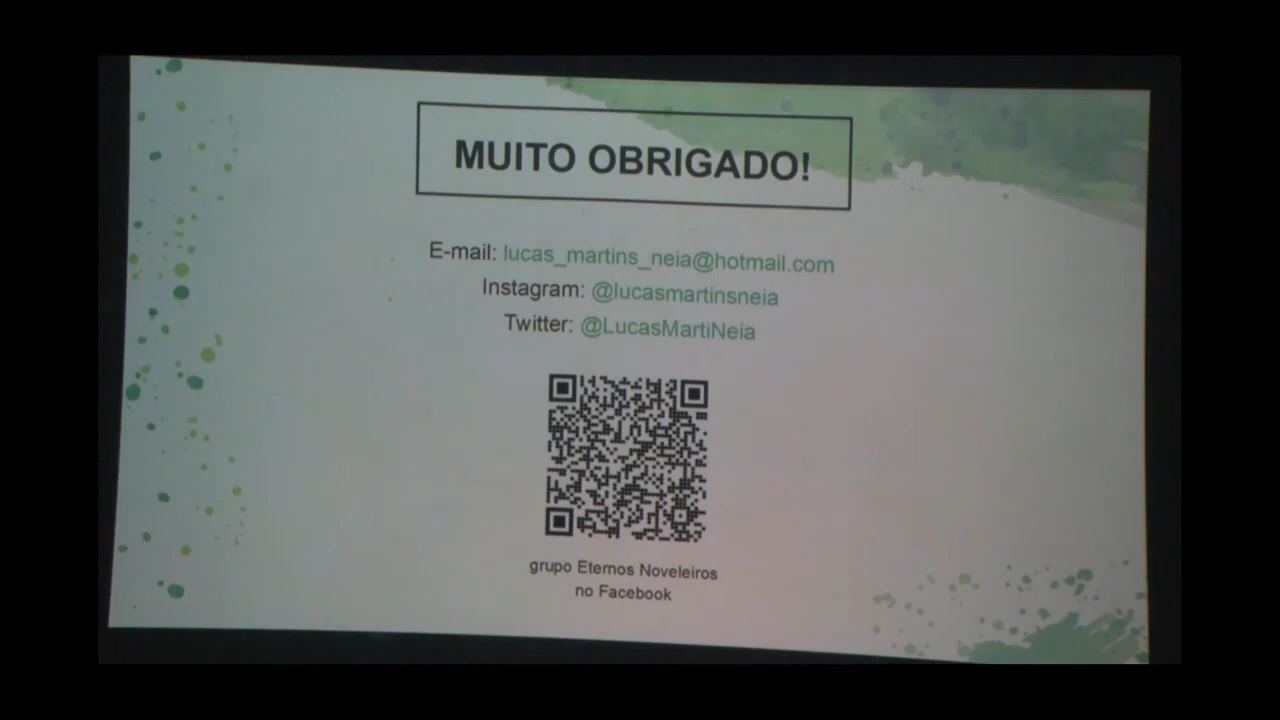 MUITO OBRIGADO!
E-mail: lucas_martins_neia@hotmail.com
Instagram: @lucasmartinsneia
Twitter: @LucasMartiNeia
grupo Eternos Noveleiros
no Facebook